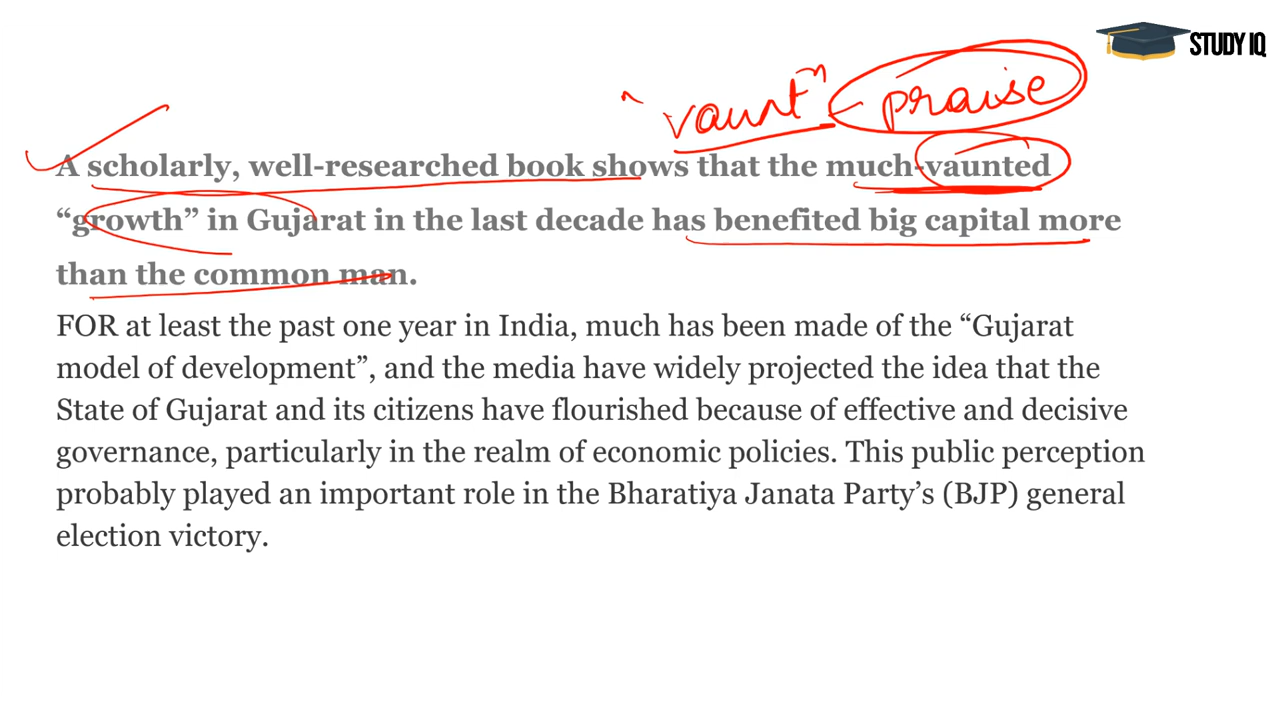 STUDY IQ
"vaunt" praise
A scholarly, well-researched book shows that the much-vaunted
“growth” in Gujarat in the last decade has benefited big capital more
than the common man.
FOR at least the past one year in India, much has been made of the “Gujarat
model of development”, and the media have widely projected the idea that the
State of Gujarat and its citizens have flourished because of effective and decisive
governance, particularly in the realm of economic policies. This public perception
probably played an important role in the Bharatiya Janata Party’s (BJP) general
election victory.